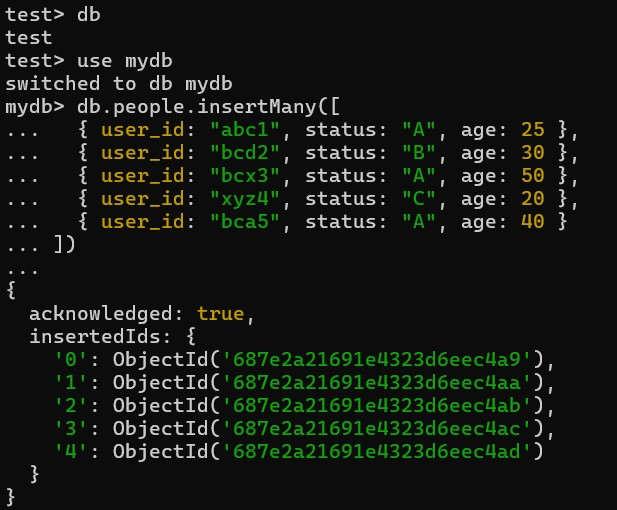 test> db
test
test> use mydb
switched to db mydb
mydb> db.people.insertMany([
...   { user_id: "abc1", status: "A", age: 25 },
...   { user_id: "bcd2", status: "B", age: 30 },
...   { user_id: "bcx3", status: "A", age: 50 },
...   { user_id: "xyz4", status: "C", age: 20 },
...   { user_id: "bca5", status: "A", age: 40 }
... ])
...
{
  acknowledged: true,
  insertedIds: {
    '0': ObjectId('687e2a21691e4323d6eec4a9'),
    '1': ObjectId('687e2a21691e4323d6eec4aa'),
    '2': ObjectId('687e2a21691e4323d6eec4ab'),
    '3': ObjectId('687e2a21691e4323d6eec4ac'),
    '4': ObjectId('687e2a21691e4323d6eec4ad')
  }
}